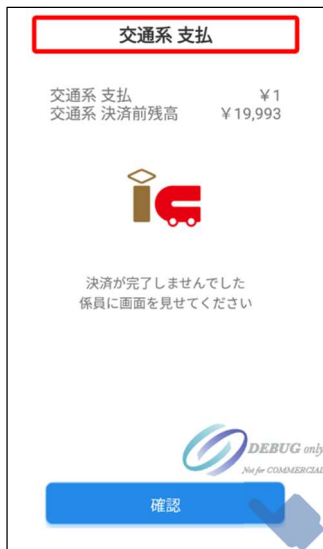 交通系 支払
交通系 支払 ¥1
交通系 決済前残高 ¥19,993
決済が完了しませんでした
係員に画面を見せてください
DEBUG only
Not for COMMERCIAL
確認